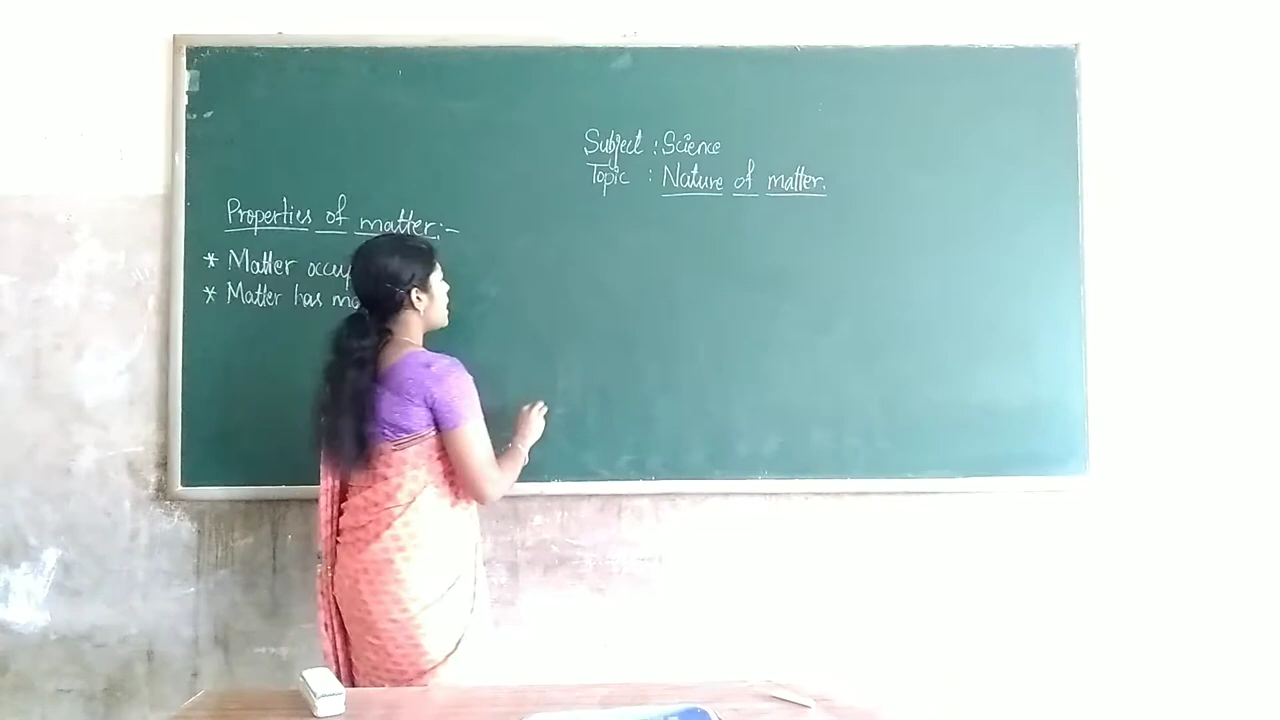 Subject : Science
Topic : Nature of matter.
Properties of matter:-
* Matter
* Matter has